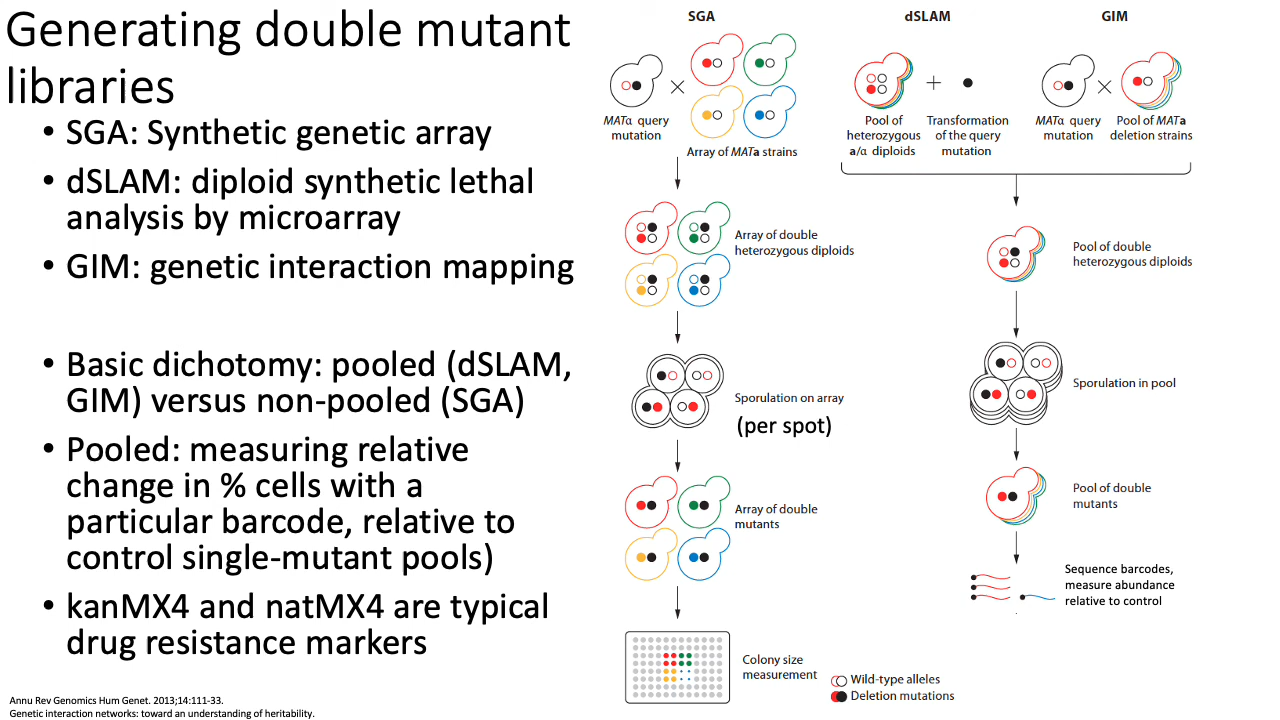 Generating double mutant
libraries
• SGA: Synthetic genetic array
• dSLAM: diploid synthetic lethal
analysis by microarray
• GIM: genetic interaction mapping
• Basic dichotomy: pooled (dSLAM,
GIM) versus non-pooled (SGA)
• Pooled: measuring relative
change in % cells with a
particular barcode, relative to
control single-mutant pools)
• kanMX4 and natMX4 are typical
drug resistance markers
Annu Rev Genomics Hum Genet. 2013;14:111-33.
Genetic interaction networks: toward an understanding of heritability.
SGA
MATα query
mutation
Array of MATa strains
Array of double
heterozygous diploids
Sporulation on array
(per spot)
Array of double
mutants
Colony size
measurement
dSLAM
Pool of
heterozygous
a/α diploids
Transformation
of the query
mutation
GIM
MATα query
mutation
Pool of MATa
deletion strains
Pool of double
heterozygous diploids
Sporulation in pool
Pool of double
mutants
Sequence barcodes,
measure abundance
relative to control
Wild-type alleles
Deletion mutations